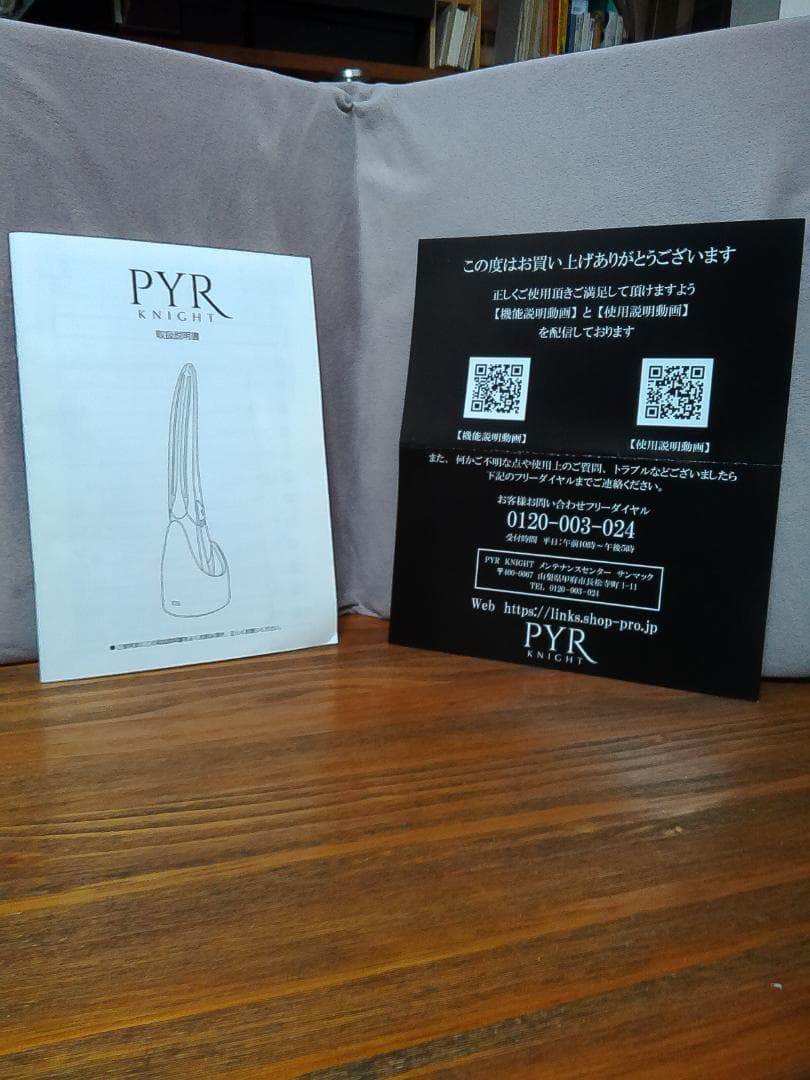 PYR
KNIGHT
取扱説明書
この度はお買い上げありがとうございます
正しくご使用頂きご満足して頂けますよう
【機能説明動画】と【使用説明動画】
を配信しております
【機能説明動画】
【使用説明動画】
また、何かご不明な点や使用上のご質問、トラブルなどございましたら
下記のフリーダイヤルまでご連絡ください。
お客様お問い合わせフリーダイヤル
0120-003-024
受付時間 平日:午前10時～午後5時
PYR KNIGHT メンテナンスセンター サンマック
〒400-0067 山梨県甲府市長松寺町1-11
TEL 0120-003-024
Web https://links.shop-pro.jp
PYR
KNIGHT